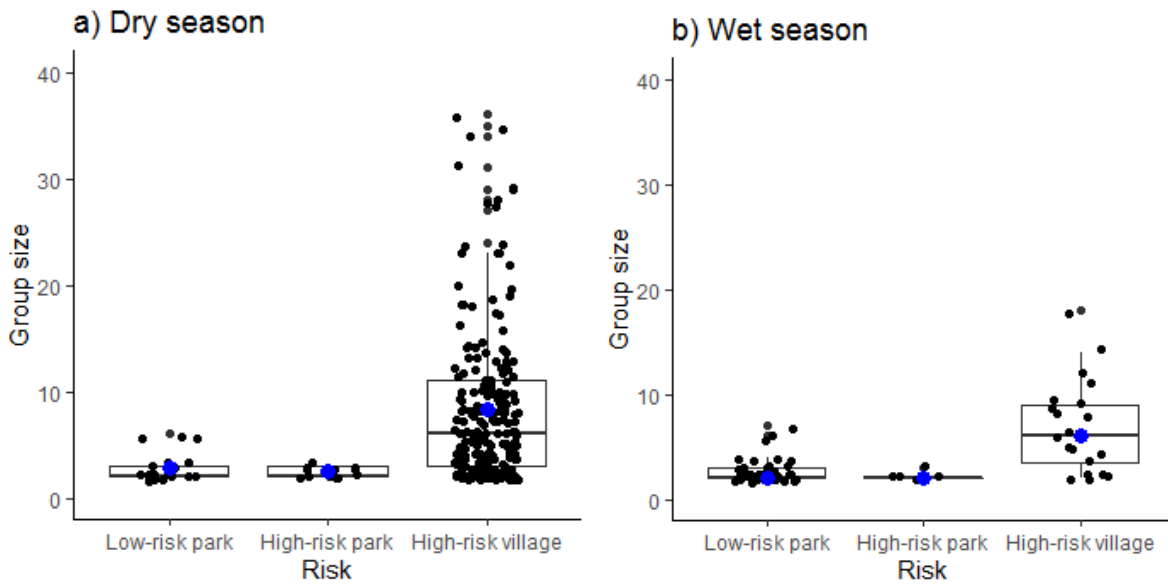 a) Dry season
40
30
20
10
0
Group size
Low-risk park High-risk park High-risk village
Risk
b) Wet season
40
30
20
10
0
Group size
Low-risk park High-risk park High-risk village
Risk